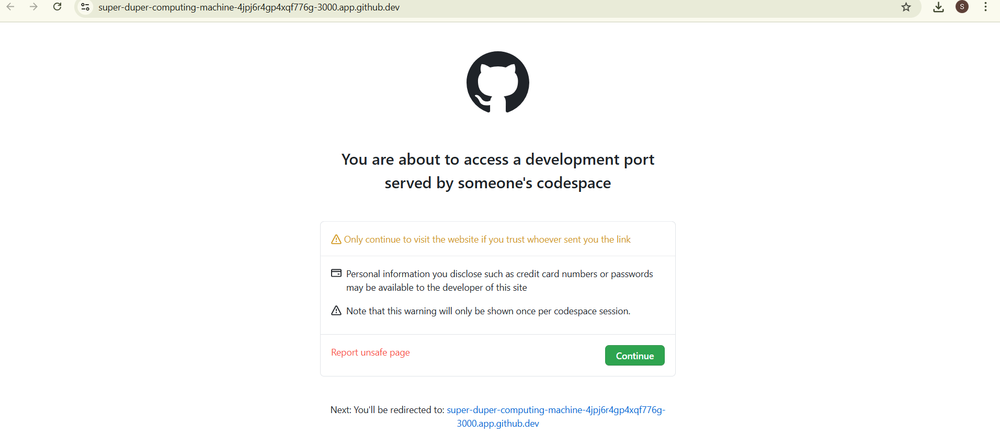 super-duper-computing-machine-4jpj6r4gp4xqf776g-3000.app.github.dev
S
You are about to access a development port
served by someone's codespace
Only continue to visit the website if you trust whoever sent you the link
Personal information you disclose such as credit card numbers or passwords
may be available to the developer of this site
Note that this warning will only be shown once per codespace session.
Report unsafe page
Continue
Next: You'll be redirected to: super-duper-computing-machine-4jpj6r4gp4xqf776g-
3000.app.github.dev